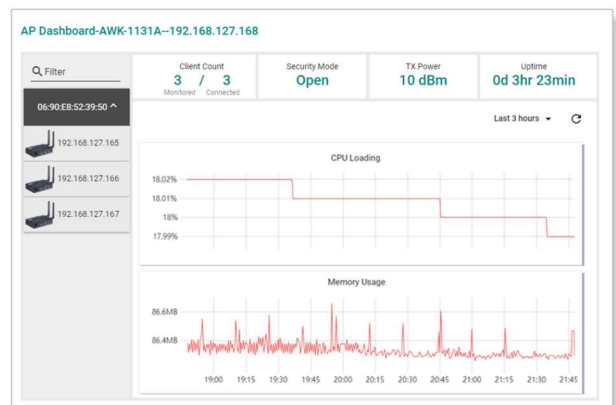 AP Dashboard-AWK-1131A--192.168.127.168
Filter
Client Count
3 / 3
Monitored Connected
Security Mode
Open
TX Power
10 dBm
Uptime
0d 3hr 23min
06:90:E8:52:39:50
192.168.127.165
192.168.127.166
192.168.127.167
Last 3 hours
CPU Loading
18.02%
18.01%
18%
17.99%
Memory Usage
86.6MB
86.4MB
19:00 19:15 19:30 19:45 20:00 20:15 20:30 20:45 21:00 21:15 21:30 21:45